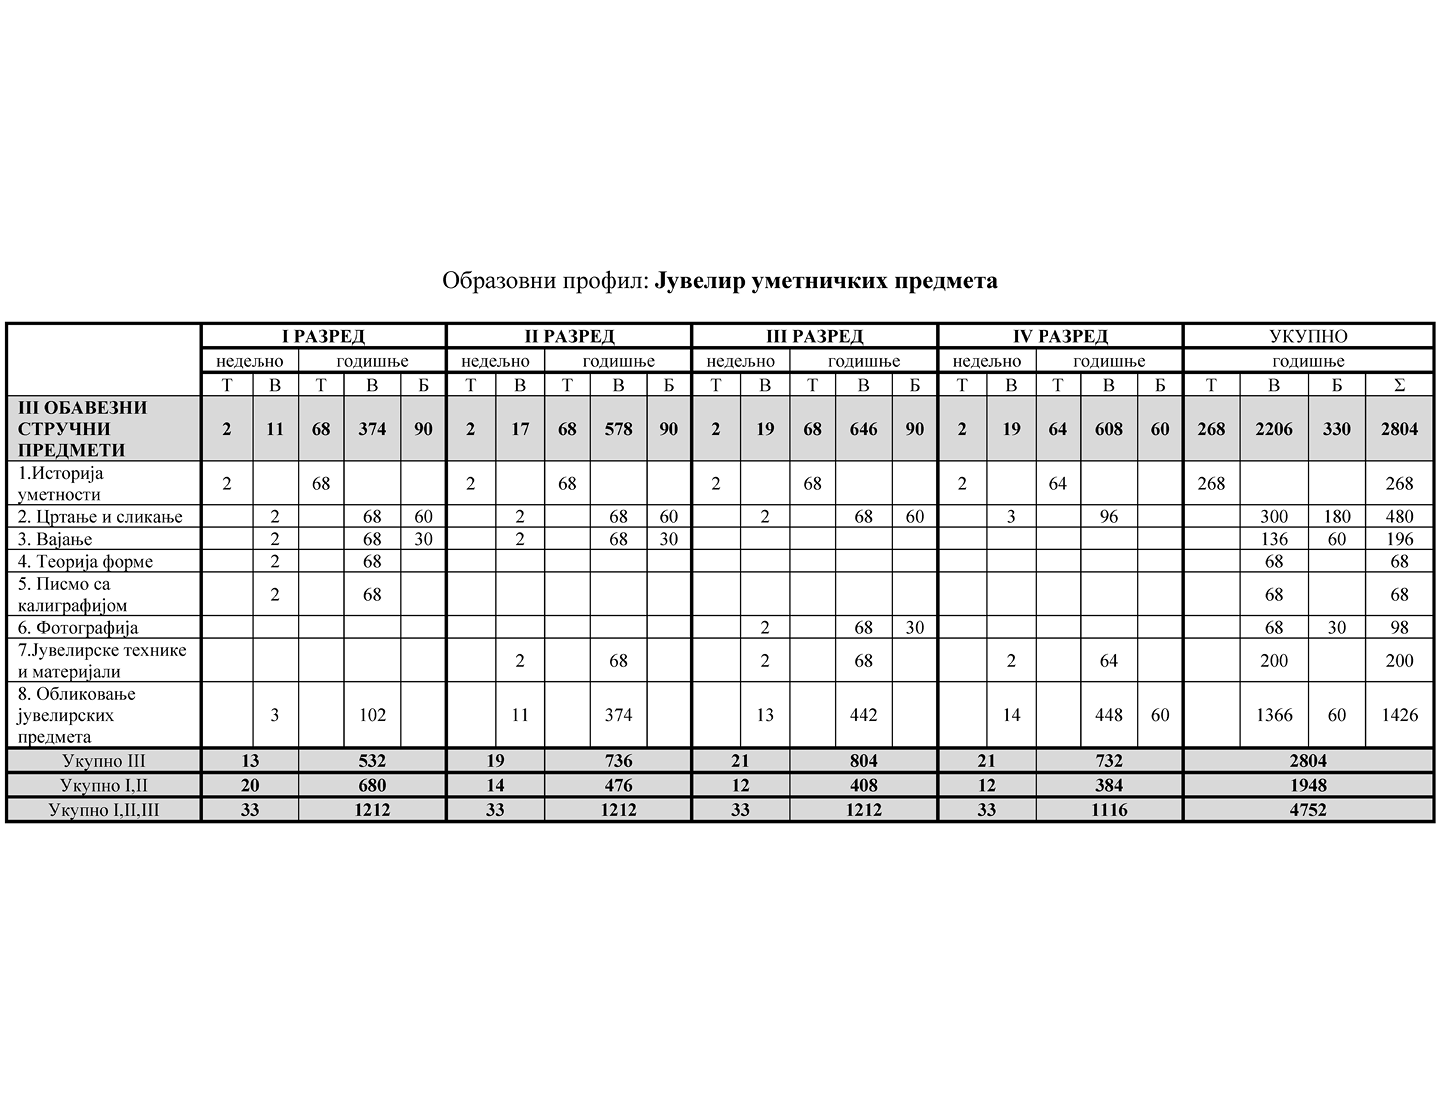 Образовни профил: Јувелир уметничких предмета
I РАЗРЕД II РАЗРЕД III РАЗРЕД IV РАЗРЕД УКУПНО
недељно годишње недељно годишње недељно годишње недељно годишње годишње
Т В Т В Б Т В Т В Б Т В Т В Б Т В Т В Б Т В Б Σ
III ОБАВЕЗНИ
СТРУЧНИ
ПРЕДМЕТИ
2 11 68 374 90 2 17 68 578 90 2 19 68 646 90 2 19 64 608 60 268 2206 330 2804
1.Историја
уметности
2 68 2 68 2 68 2 64 268 268
2. Цртање и сликање 2 68 60 2 68 60 2 68 60 3 96 300 180 480
3. Вајање 2 68 30 2 68 30 136 60 196
4. Теорија форме 2 68 68 68
5. Писмо са
калиграфијом
2 68 68 68
6. Фотографија 2 68 30 68 30 98
7.Јувелирске технике
и материјали
2 68 2 68 2 64 200 200
8. Обликовање
јувелирских
предмета
3 102 11 374 13 442 14 448 60 1366 60 1426
Укупно III 13 532 19 736 21 804 21 732 2804
Укупно I,II 20 680 14 476 12 408 12 384 1948
Укупно I,II,III 33 1212 33 1212 33 1212 33 1116 4752